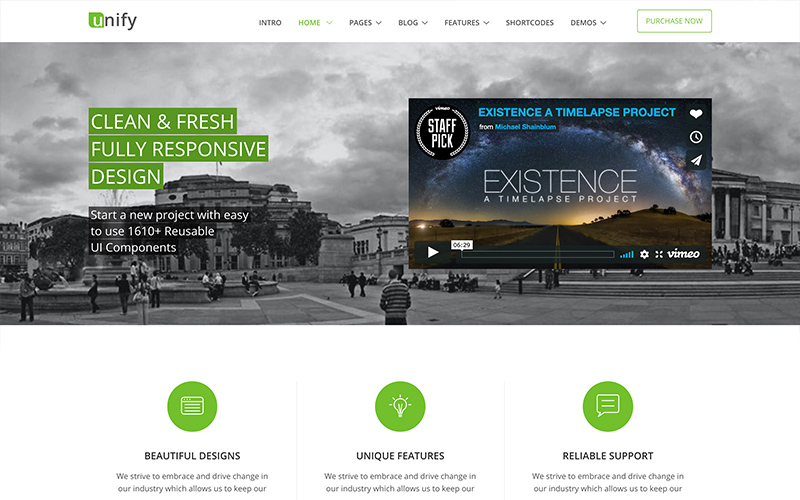 unify
INTRO HOME PAGES BLOG FEATURES SHORTCODES DEMOS PURCHASE NOW
CLEAN & FRESH
FULLY RESPONSIVE
DESIGN
Start a new project with easy
to use 1610+ Reusable
UI Components
vimeo
STAFF
PICK
EXISTENCE A TIMELAPSE PROJECT
from Michael Shainblum
EXISTENCE
A TIMELAPSE PROJECT
06:29
vimeo
BEAUTIFUL DESIGNS
We strive to embrace and drive change in
our industry which allows us to keep our
UNIQUE FEATURES
We strive to embrace and drive change in
our industry which allows us to keep our
RELIABLE SUPPORT
We strive to embrace and drive change in
our industry which allows us to keep our